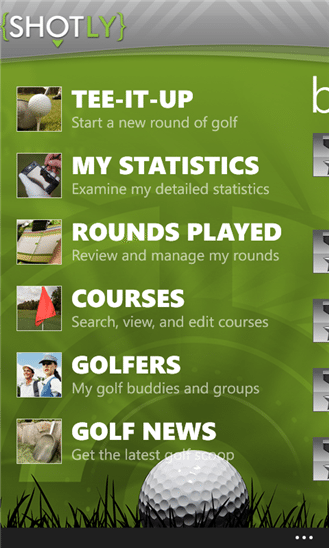 {SHOTLY}
TEE-IT-UP
Start a new round of golf
MY STATISTICS
Examine my detailed statistics
ROUNDS PLAYED
Review and manage my rounds
COURSES
Search, view, and edit courses
GOLFERS
My golf buddies and groups
GOLF NEWS
Get the latest golf scoop
b